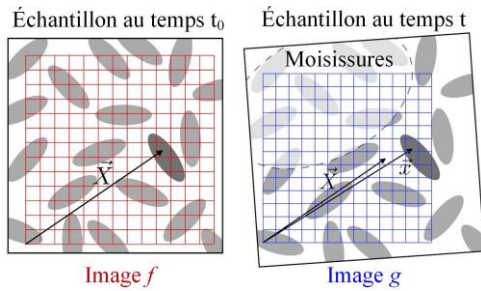 Échantillon au temps t₀
Échantillon au temps t
Moisissures
X⃗
X⃗
x⃗
Image f
Image g